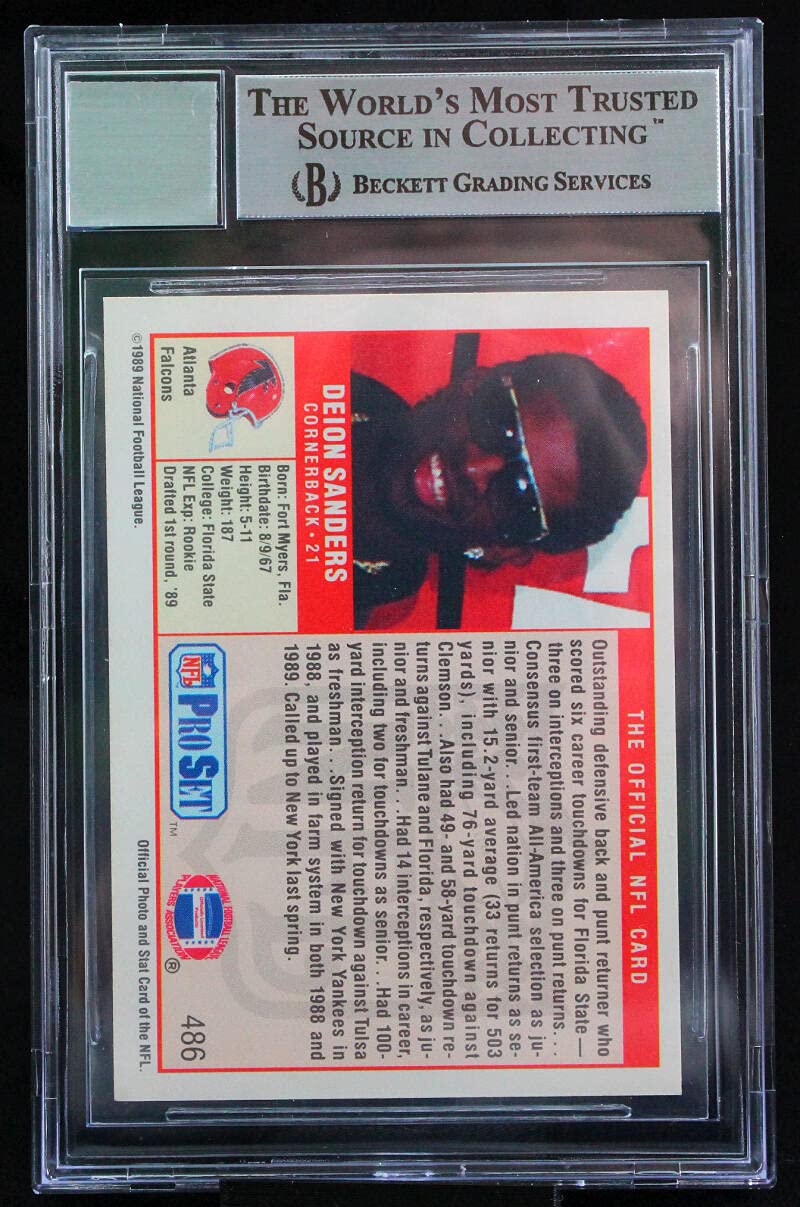 THE WORLD'S MOST TRUSTED
SOURCE IN COLLECTING™
B BECKETT GRADING SERVICES
THE OFFICIAL NFL CARD
DEION SANDERS
CORNERBACK • 21
Atlanta
Falcons
Born: Fort Myers, Fla.
Birthdate: 8/9/67
Height: 5-11
Weight: 187
College: Florida State
NFL Exp: Rookie
Drafted 1st round, '89
Outstanding defensive back and punt returner who
scored six career touchdowns for Florida State—
three on interceptions and three on punt returns...
Consensus first-team All-America selection as ju-
nior and senior...Led nation in punt returns as se-
nior with 15.2-yard average (33 returns for 503
yards), including 76-yard touchdown against
Clemson...Also had 49- and 58-yard touchdown re-
turns against Tulane and Florida, respectively, as ju-
nior and freshman...Had 14 interceptions in career,
including two for touchdowns as senior...Had 100-
yard interception return for touchdown against Tulsa
as freshman...Signed with New York Yankees in
1988, and played in farm system in both 1988 and
1989. Called up to New York last spring.
NFL PRO SET ™
NATIONAL FOOTBALL LEAGUE
PLAYERS ASSOCIATION
®
486
©1989 National Football League.
Official Photo and Stat Card of the NFL.